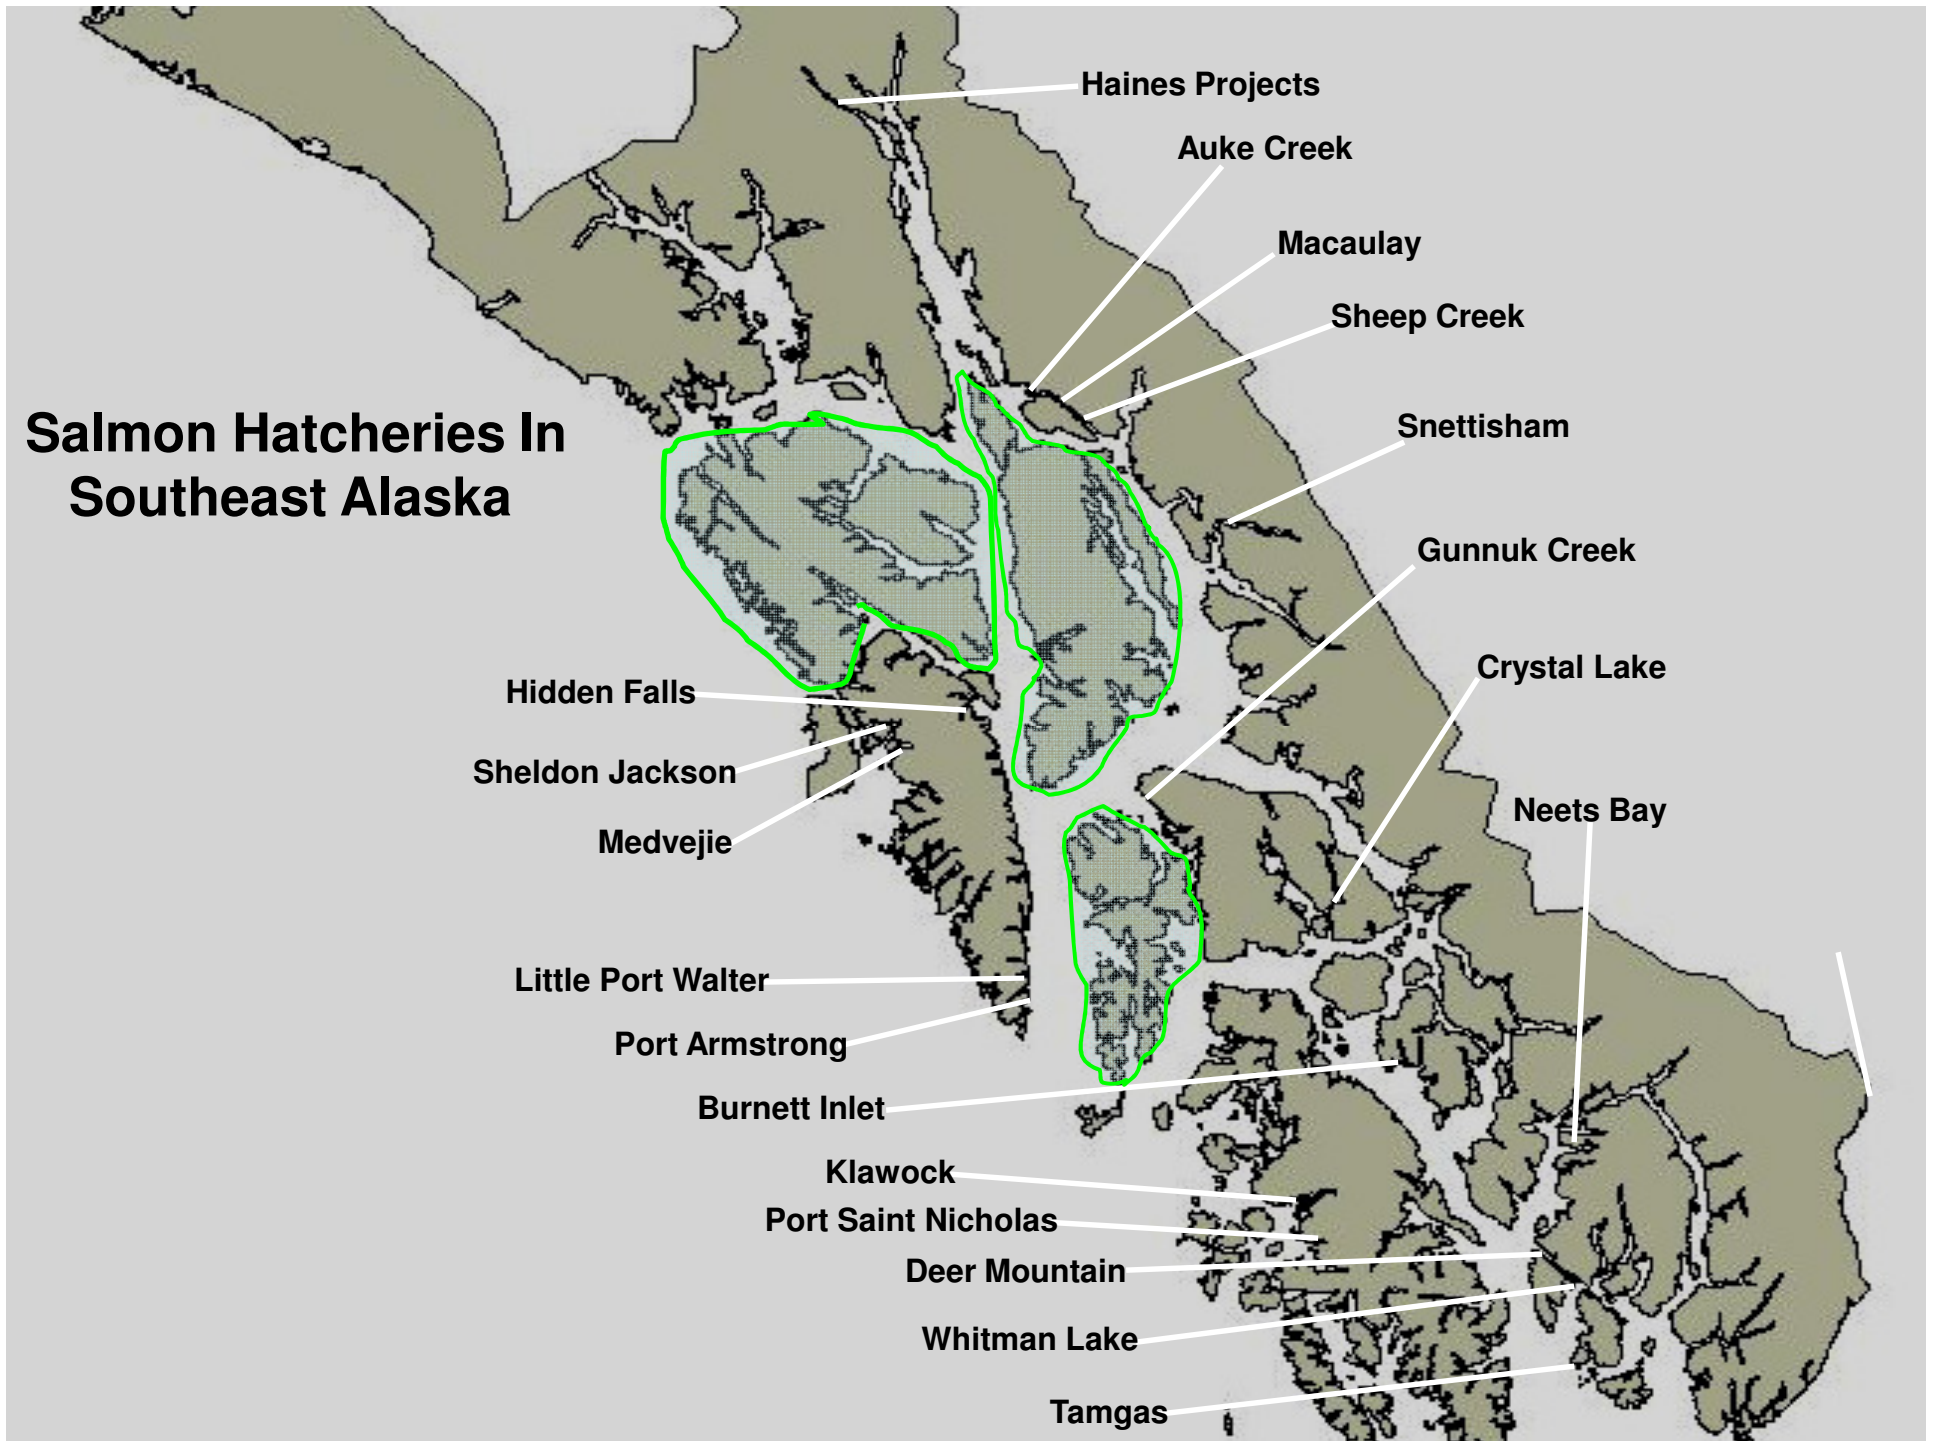 Haines Projects
Auke Creek
Macaulay
Sheep Creek
Salmon Hatcheries In
Southeast Alaska
Snettisham
Gunnuk Creek
Crystal Lake
Hidden Falls
Sheldon Jackson
Neets Bay
Medvejie
Little Port Walter
Port Armstrong
Burnett Inlet
Klawock
Port Saint Nicholas
Deer Mountain
Whitman Lake
Tamgas